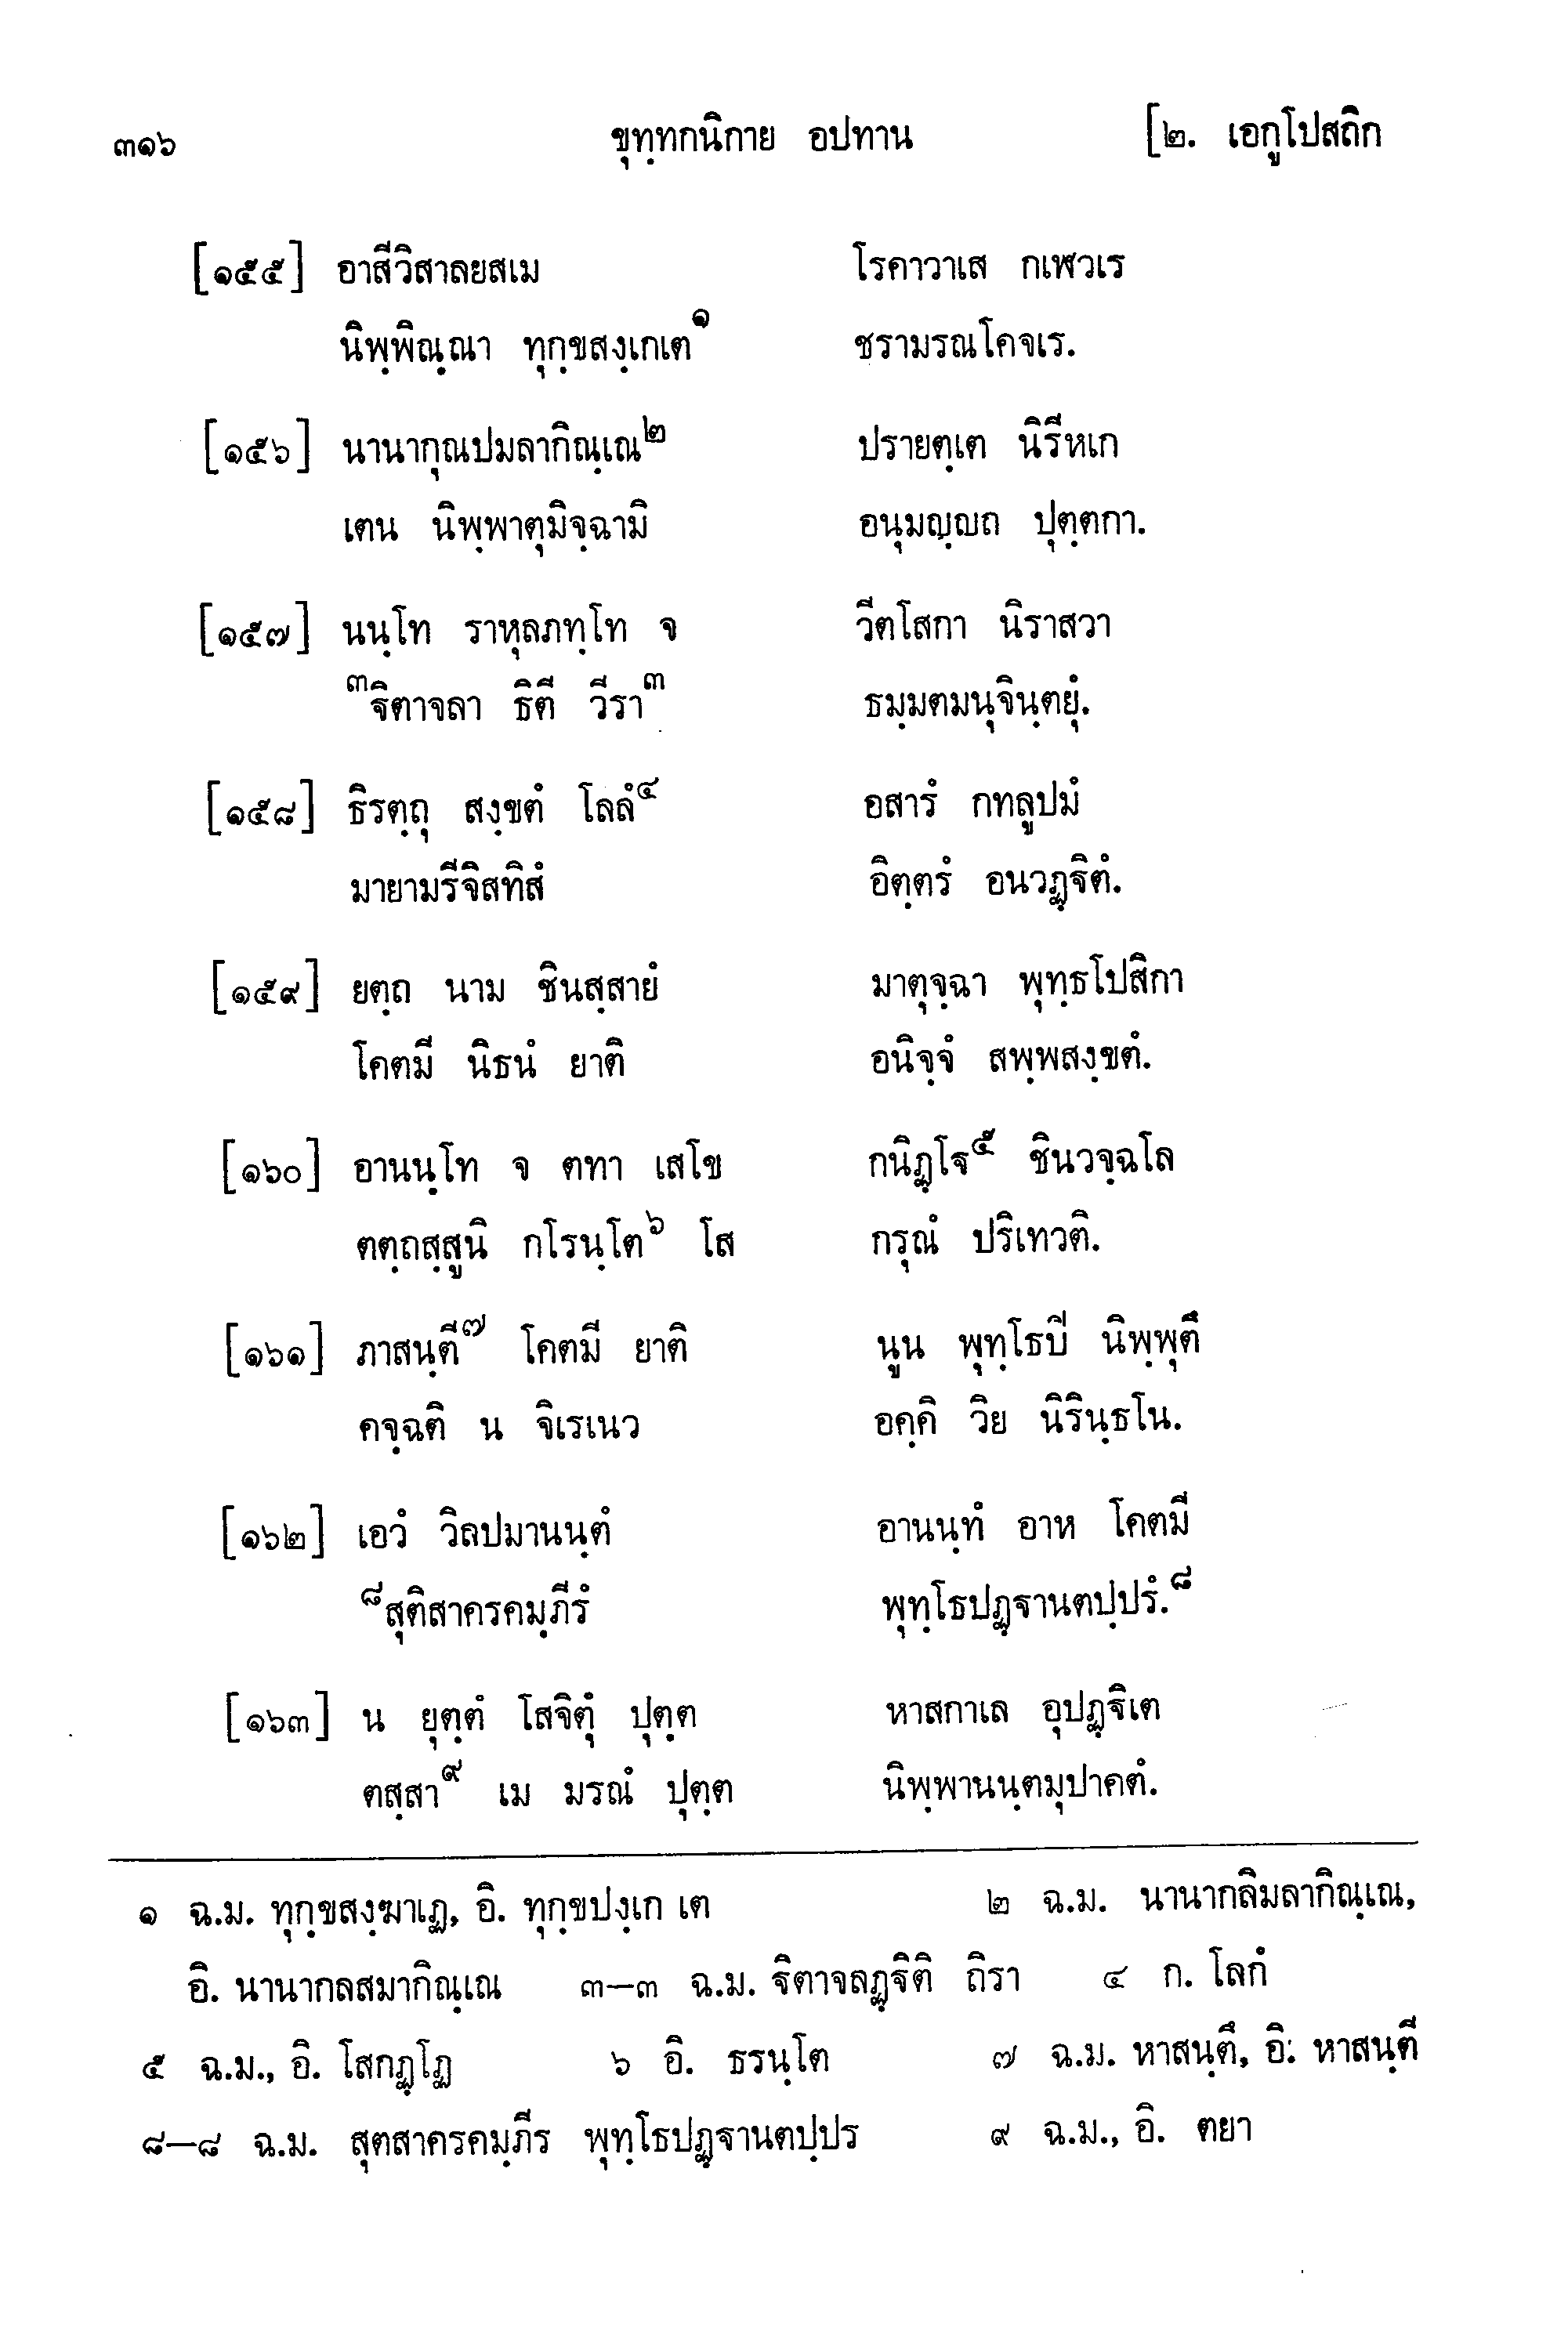 ๓๑๖ ขุทฺทกนิกาย อปทาน [๒. เอกูโปสถิก
[๑๕๕] อาสีวิสาลยสเม โรคาวาเส กเฬวเร
นิพฺพิณฺณา ทุกฺขสงฺเกเต๑ ชรามรณโคจเร.
[๑๕๖] นานากุณปมลากิณฺเณ๒ ปรายตฺเต นิรีหเก
เตน นิพฺพาตุมิจฺฉามิ อนุมญฺญถ ปุตฺตกา.
[๑๕๗] นนฺโท ราหุลภทฺโท จ วีตโสกา นิราสวา
๓ฐิตาจลา ธิตี วีรา๓ ธมฺมตมนุจินฺตยุํ.
[๑๕๘] ธิรตฺถุ สงฺขตํ โลลํ๔ อสารํ กทลูปมํ
มายามรีจิสทิสํ อิตฺตรํ อนวฏฺฐิตํ.
[๑๕๙] ยตฺถ นาม ชินสฺสายํ มาตุจฺฉา พุทฺธโปสิกา
โคตมี นิธนํ ยาติ อนิจฺจํ สพฺพสงฺขตํ.
[๑๖๐] อานนฺโท จ ตทา เสโข กนิฏฺโฐ๕ ชินวจฺฉโล
ตตฺถสฺสูนิ กโรนฺโต๖ โส กรุณํ ปริเทวติ.
[๑๖๑] ภาสนฺตี๗ โคตมี ยาติ นูน พุทฺโธปิ นิพฺพุตึ
คจฺฉติ น จิเรเนว อคฺคิ วิย นิรินฺธโน.
[๑๖๒] เอวํ วิลปมานนฺตํ อานนฺทํ อาห โคตมี
๘สุติสาครคมฺภีรํ พุทฺโธปฏฺฐานตปฺปรํ.๘
[๑๖๓] น ยุตฺตํ โสจิตุํ ปุตฺต หาสกาเล อุปฏฺฐิเต
ตสฺสา๙ เม มรณํ ปุตฺต นิพฺพานนฺตมุปาคตํ.
๑ ฉ.ม. ทุกฺขสงฺฆาเฏ, อิ. ทุกฺขปงฺเก เต ๒ ฉ.ม. นานากลิมลากิณฺเณ,
อิ. นานากลสมากิณฺเณ ๓—๓ ฉ.ม. ฐิตาจลฏฺฐิติ ถิรา ๔ ก. โลกํ
๕ ฉ.ม., อิ. โสกฏฺโฏ ๖ อิ. ธรนฺโต ๗ ฉ.ม. หาสนฺตึ, อิ. หาสนฺตี
๘—๘ ฉ.ม. สุตสาครคมฺภีร พุทฺโธปฏฺฐานตปฺปร ๙ ฉ.ม., อิ. ตยา